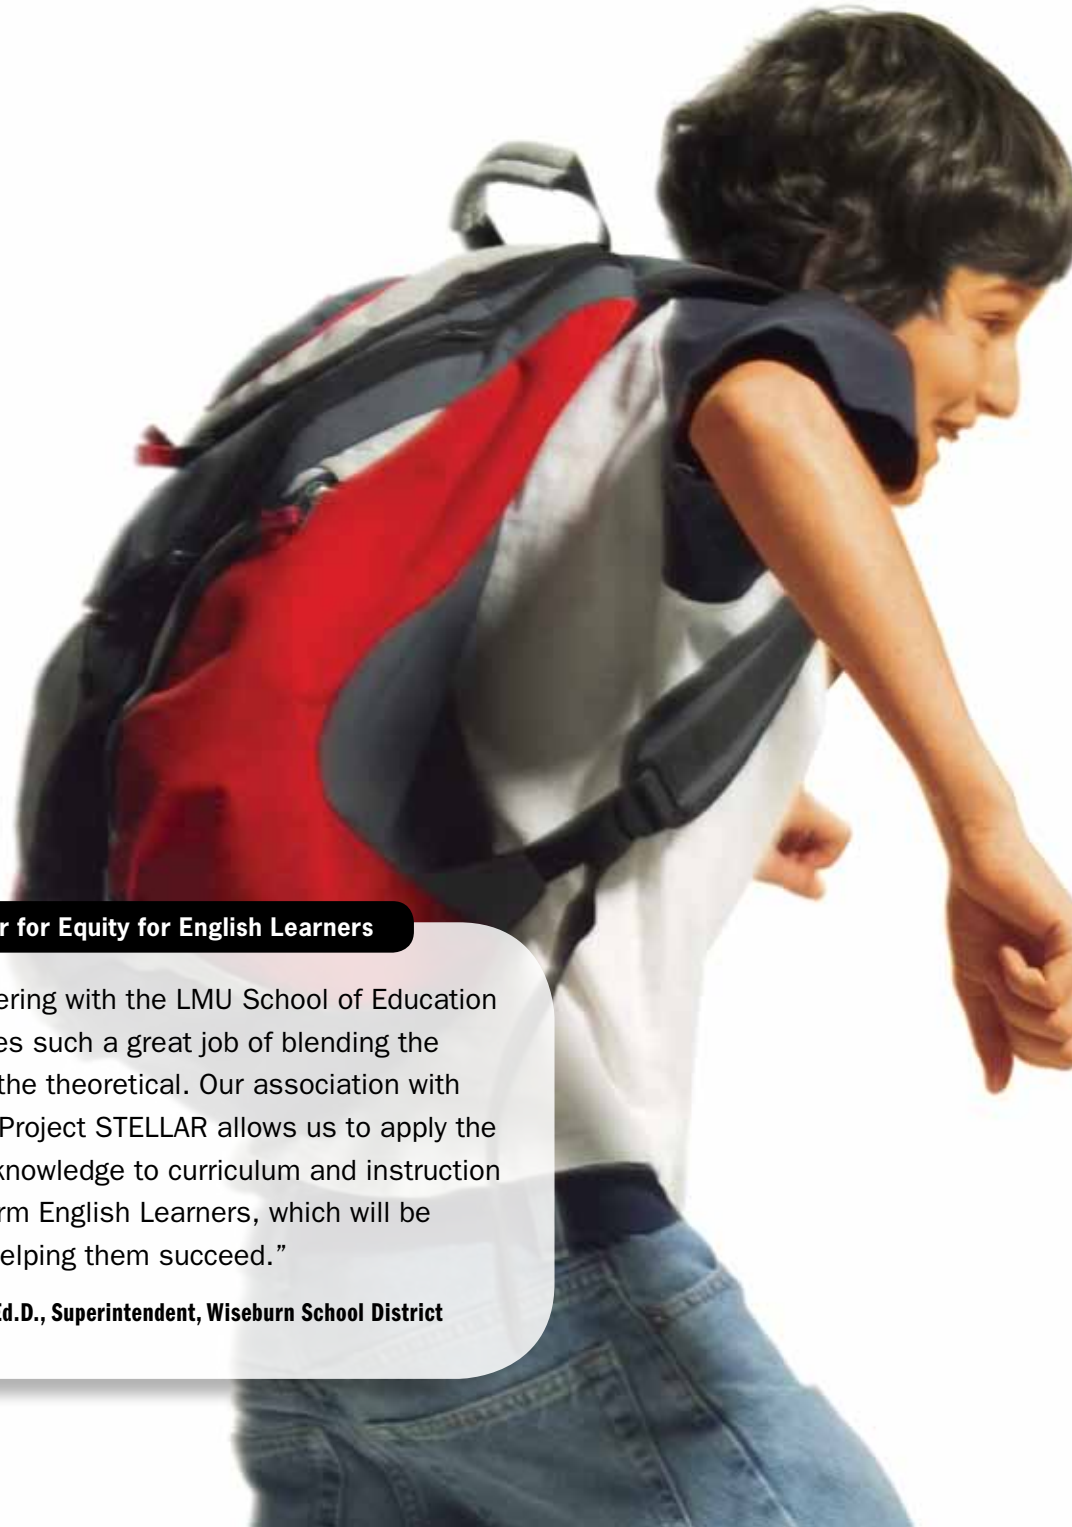 r for Equity for English Learners
ering with the LMU School of Education
es such a great job of blending the
the theoretical. Our association with
Project STELLAR allows us to apply the
knowledge to curriculum and instruction
rm English Learners, which will be
elping them succeed.”
Ed.D., Superintendent, Wiseburn School District